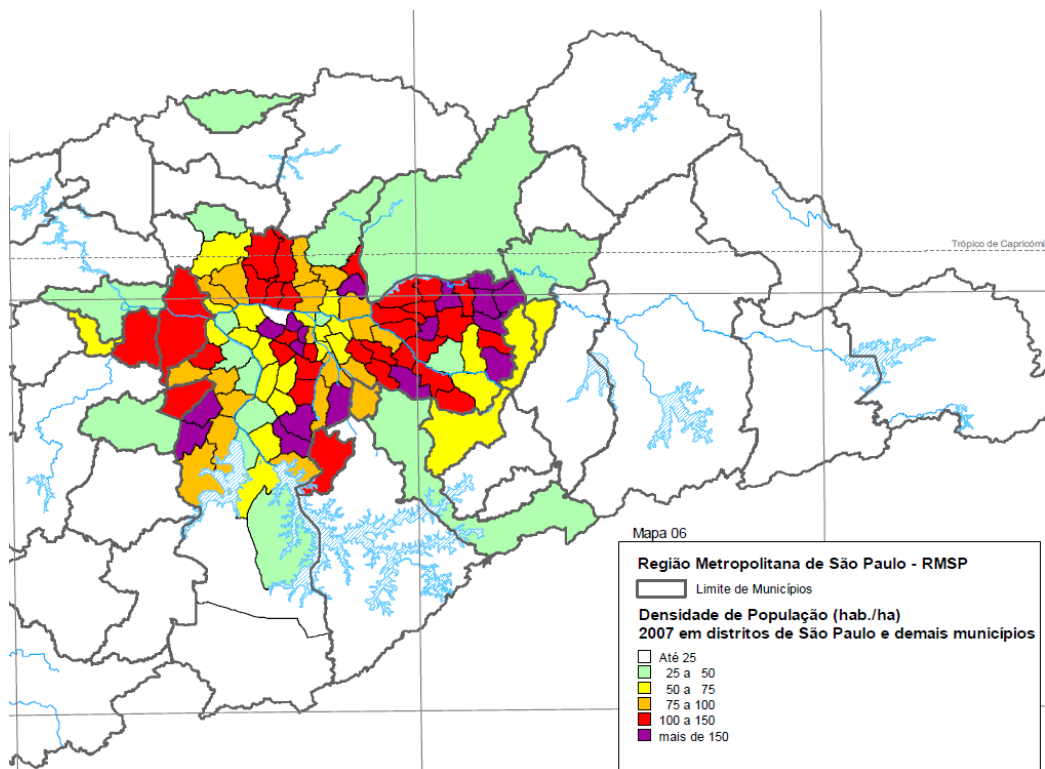 Trópico de Capricórni
Mapa 06
Região Metropolitana de São Paulo - RMSP
Limite de Municípios
Densidade de População (hab./ha)
2007 em distritos de São Paulo e demais municípios
Até 25
25 a 50
50 a 75
75 a 100
100 a 150
mais de 150